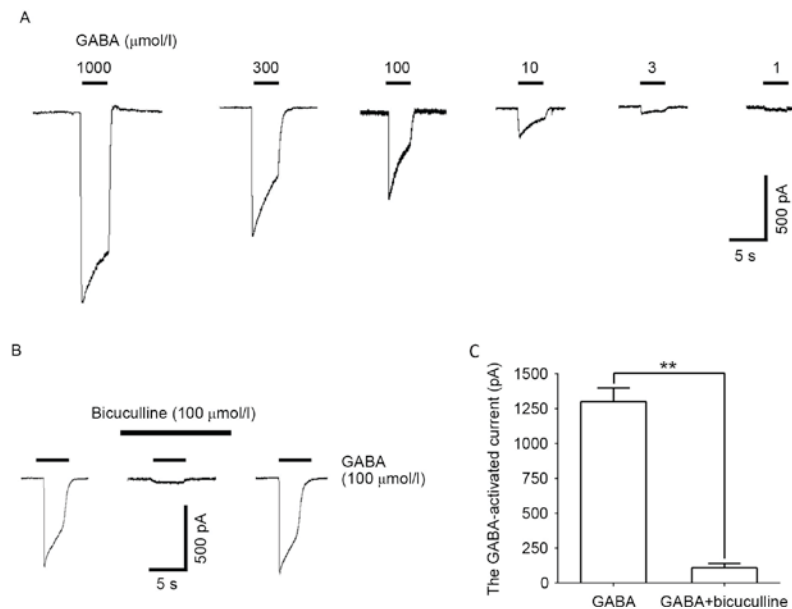 A
GABA (μmol/l)
1000 300 100 10 3 1
500 pA
5 s
B
Bicuculline (100 μmol/l)
GABA
(100 μmol/l)
500 pA
5 s
C
The GABA-activated current (pA)
**
1500
1250
1000
750
500
250
0
GABA GABA+bicuculline